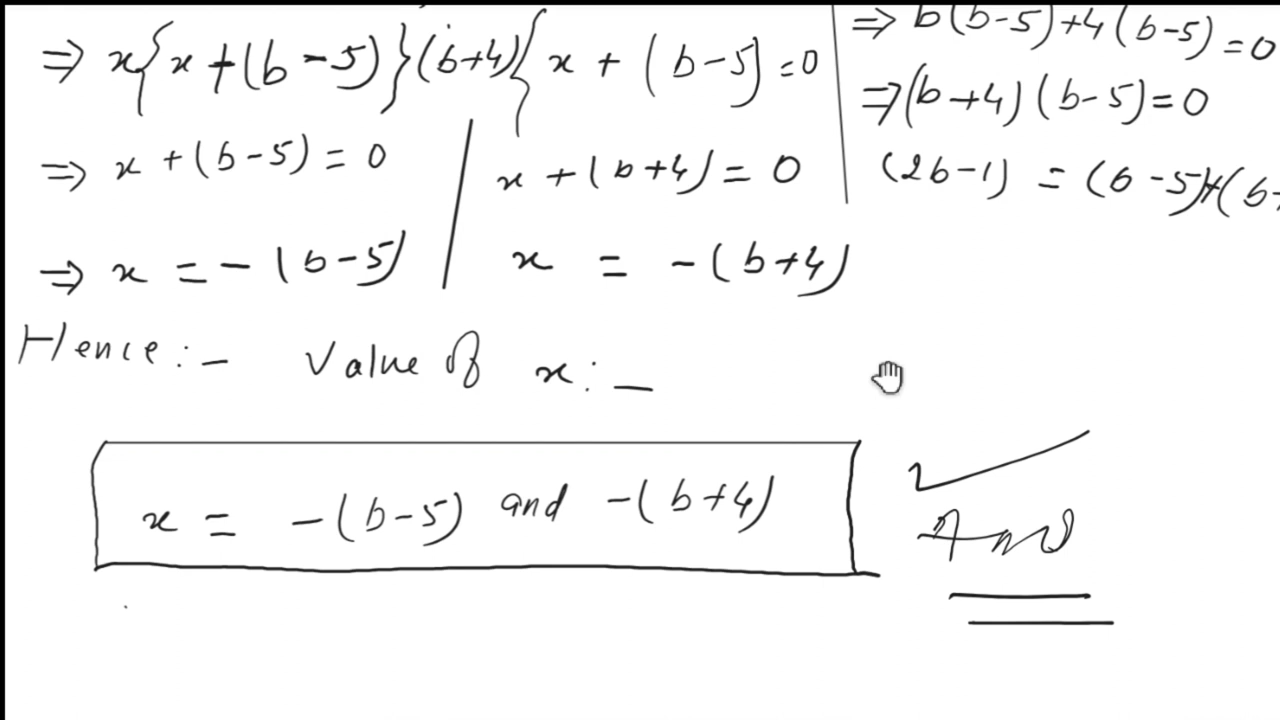 ⇒ x{x+(b-5)}(b+4){x + (b-5)=0
⇒ x +(b-5) = 0
x +(b+4)= 0
⇒ x = -(b-5)
x = -(b+4)
⇒ b(b-5)+4(b-5)=0
⇒(b+4)(b-5)=0
(2b-1) = (b-5)+(b+
Hence:- Value of x:-
x = -(b-5) and -(b+4)
Ans